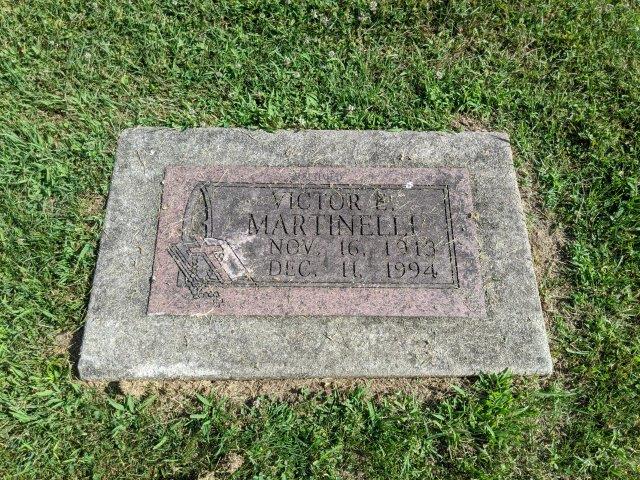 VICTOR
MARTINELLI
NOV. 16, 1913
DEC. 11, 1994